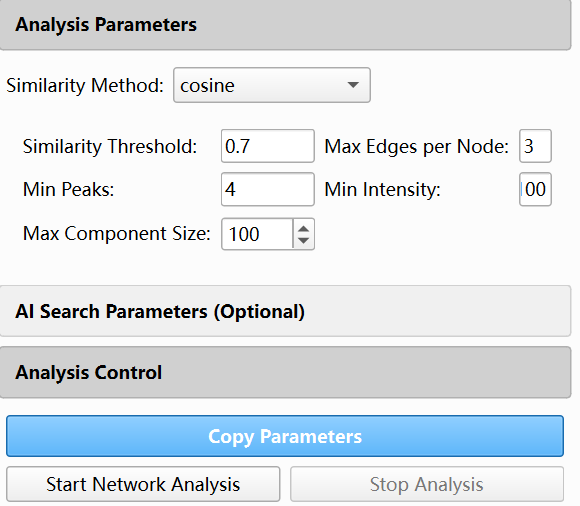 Analysis Parameters
Similarity Method: cosine
Similarity Threshold: 0.7 Max Edges per Node: 3
Min Peaks: 4 Min Intensity: 00
Max Component Size: 100
AI Search Parameters (Optional)
Analysis Control
Copy Parameters
Start Network Analysis Stop Analysis